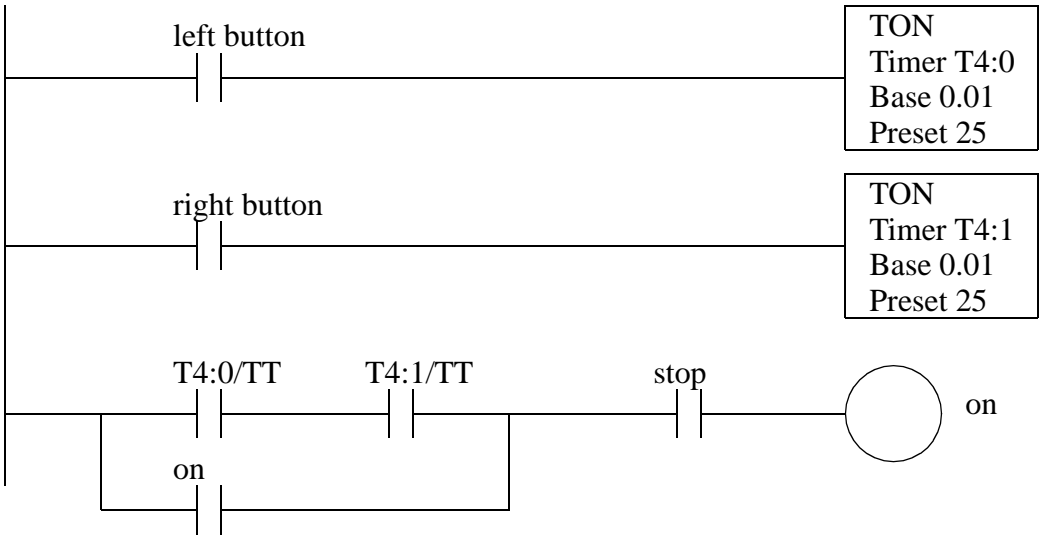 left button
TON
Timer T4:0
Base 0.01
Preset 25
right button
TON
Timer T4:1
Base 0.01
Preset 25
T4:0/TT
T4:1/TT
stop
on
on